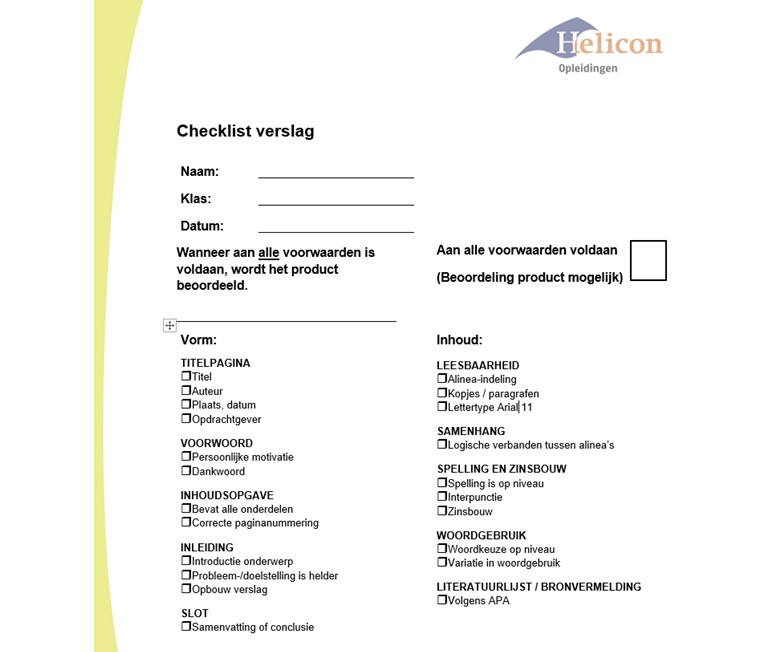 Helicon
Opleidingen
Checklist verslag
Naam:
Klas:
Datum:
Wanneer aan alle voorwaarden is
voldaan, wordt het product
beoordeeld.
Aan alle voorwaarden voldaan
(Beoordeling product mogelijk)
Vorm:
TITELPAGINA
❒Titel
❒Auteur
❒Plaats, datum
❒Opdrachtgever
VOORWOORD
❒Persoonlijke motivatie
❒Dankwoord
INHOUDSOPGAVE
❒Bevat alle onderdelen
❒Correcte paginanummering
INLEIDING
❒Introductie onderwerp
❒Probleem-/doelstelling is helder
❒Opbouw verslag
SLOT
❒Samenvatting of conclusie
Inhoud:
LEESBAARHEID
❒Alinea-indeling
❒Kopjes / paragrafen
❒Lettertype Arial 11
SAMENHANG
❒Logische verbanden tussen alinea's
SPELLING EN ZINSBOUW
❒Spelling is op niveau
❒Interpunctie
❒Zinsbouw
WOORDGEBRUIK
❒Woordkeuze op niveau
❒Variatie in woordgebruik
LITERATUURLIJST / BRONVERMELDING
❒Volgens APA